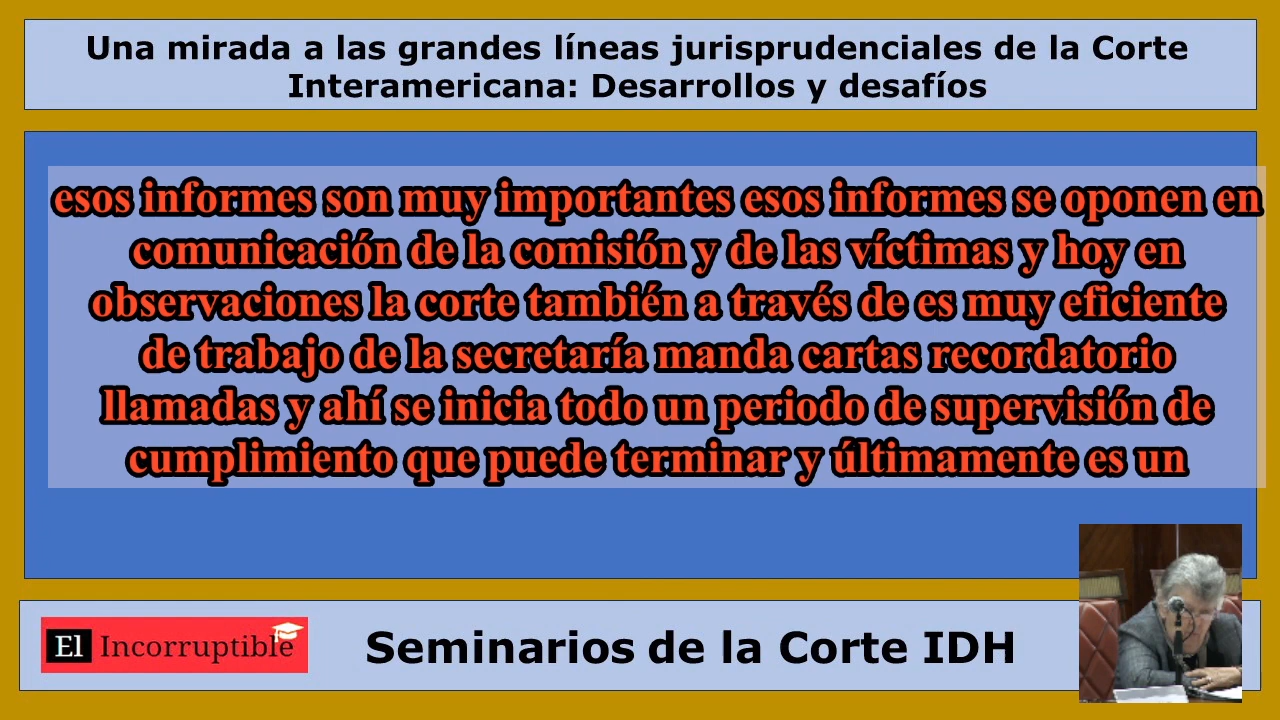 Una mirada a las grandes líneas jurisprudenciales de la Corte
Interamericana: Desarrollos y desafíos
esos informes son muy importantes esos informes se oponen en
comunicación de la comisión y de las víctimas y hoy en
observaciones la corte también a través de es muy eficiente
de trabajo de la secretaría manda cartas recordatorio
llamadas y ahí se inicia todo un periodo de supervisión de
cumplimiento que puede terminar y últimamente es un
El Incorruptible
Seminarios de la Corte IDH